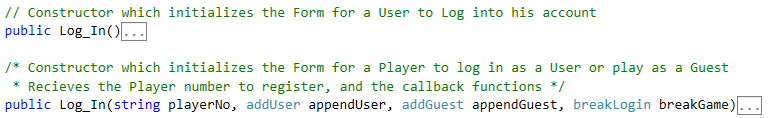 // Constructor which initializes the Form for a User to Log into his account
public Log_In()...
/* Constructor which initializes the Form for a Player to log in as a User or play as a Guest
* Recieves the Player number to register, and the callback functions */
public Log_In(string playerNo, addUser appendUser, addGuest appendGuest, breakLogin breakGame)...